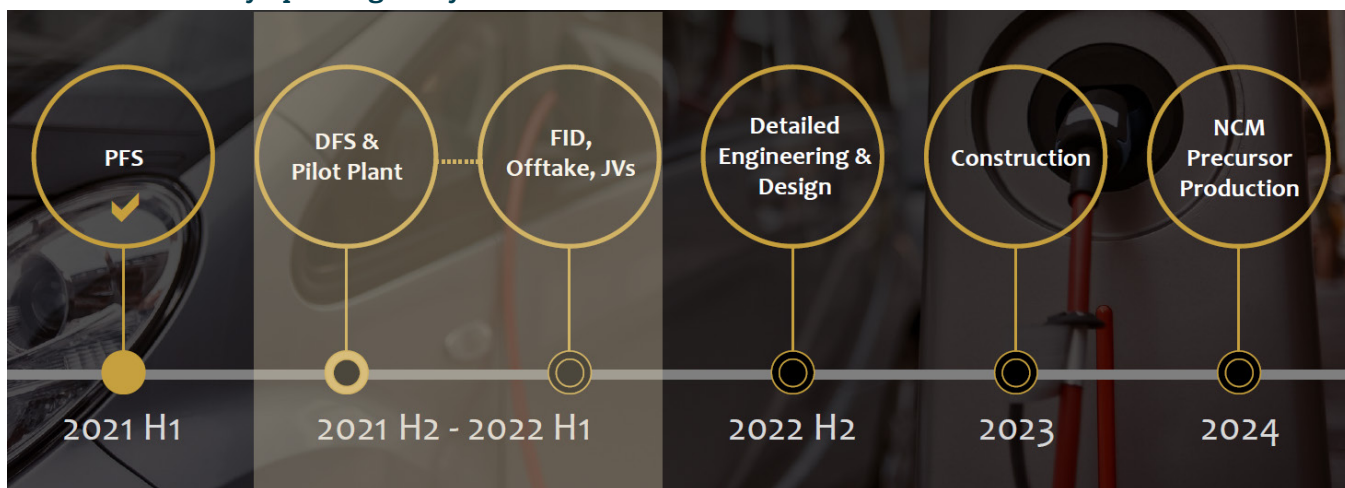 PFS
DFS &
Pilot Plant
FID,
Offtake, JVs
Detailed
Engineering &
Design
Construction
NCM
Precursor
Production
2021 H1
2021 H2 - 2022 H1
2022 H2
2023
2024